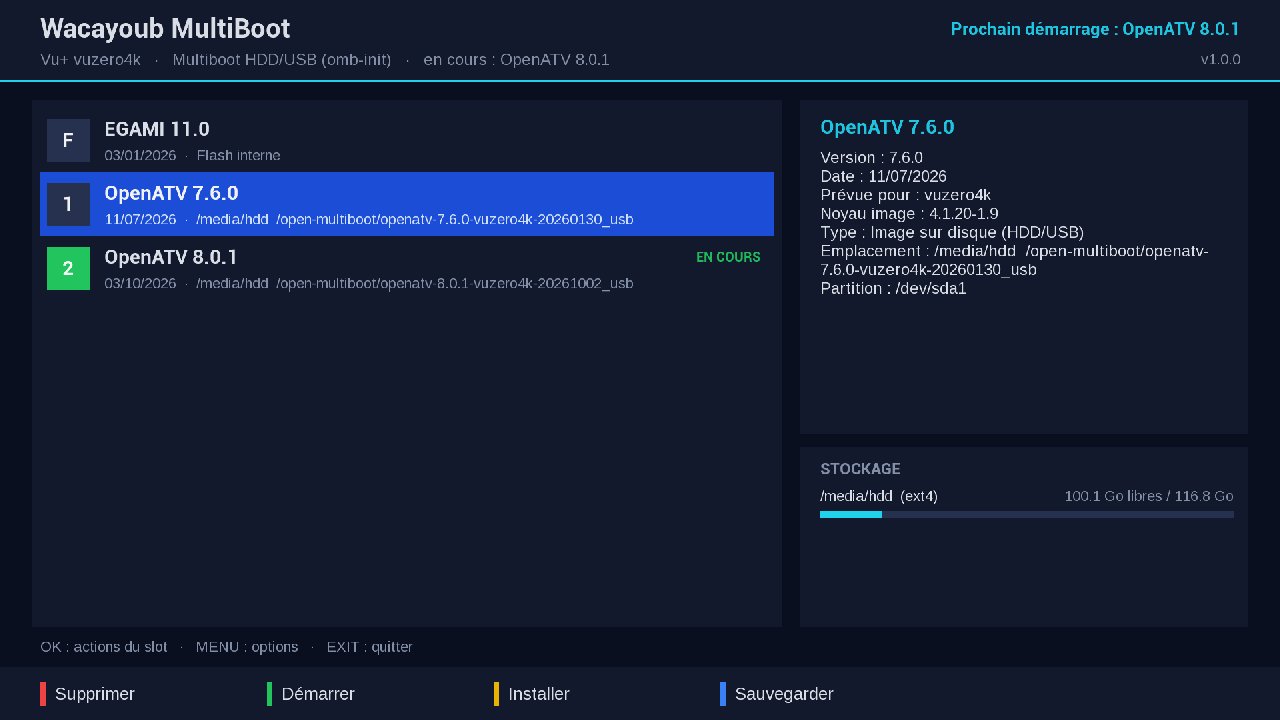 Wacayoub MultiBoot
Prochain démarrage : OpenATV 8.0.1
Vu+ vuzero4k · Multiboot HDD/USB (omb-init) · en cours : OpenATV 8.0.1
v1.0.0
F
EGAMI 11.0
03/01/2026 · Flash interne
1
OpenATV 7.6.0
11/07/2026 · /media/hdd /open-multiboot/openatv-7.6.0-vuzero4k-20260130_usb
2
OpenATV 8.0.1
EN COURS
03/10/2026 · /media/hdd /open-multiboot/openatv-8.0.1-vuzero4k-20261002_usb
OpenATV 7.6.0
Version : 7.6.0
Date : 11/07/2026
Prévue pour : vuzero4k
Noyau image : 4.1.20-1.9
Type : Image sur disque (HDD/USB)
Emplacement : /media/hdd /open-multiboot/openatv-
7.6.0-vuzero4k-20260130_usb
Partition : /dev/sda1
STOCKAGE
/media/hdd (ext4)
100.1 Go libres / 116.8 Go
OK : actions du slot · MENU : options · EXIT : quitter
Supprimer
Démarrer
Installer
Sauvegarder